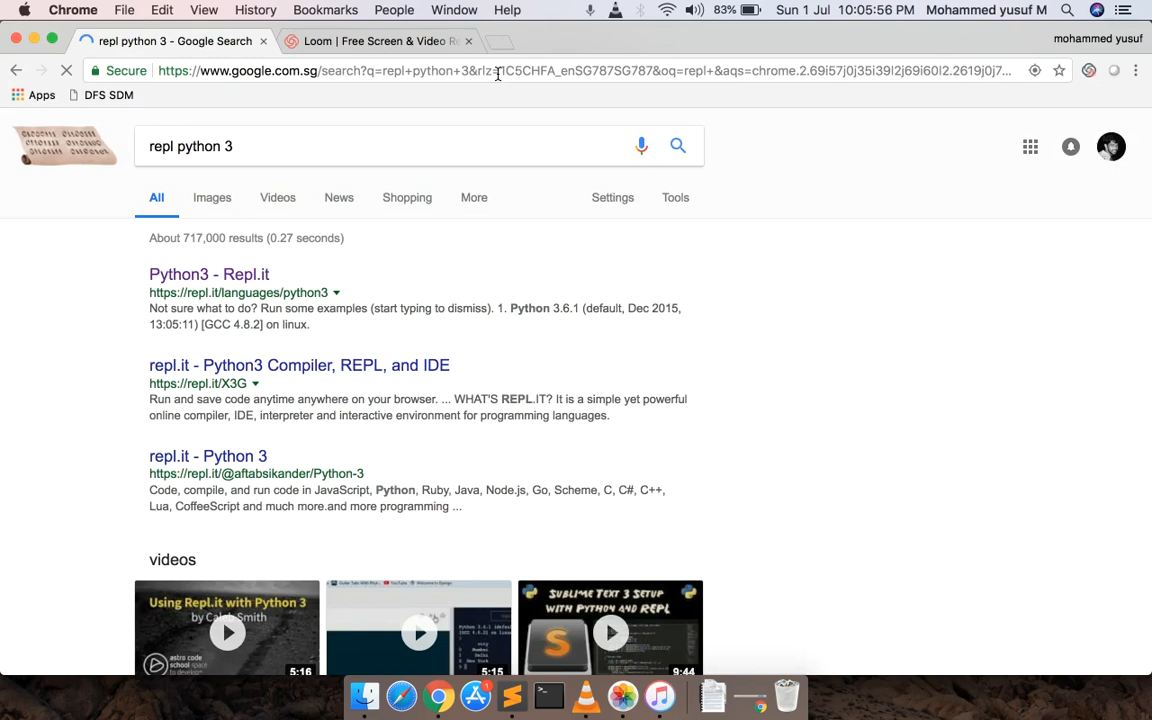 Chrome File Edit View History Bookmarks People Window Help 83% Sun 1 Jul 10:05:56 PM Mohammed yusuf M
repl python 3 - Google Search Loom | Free Screen & Video Re mohammed yusuf
Secure https://www.google.com.sg/search?q=repl+python+3&rlz=1C5CHFA_enSG787SG787&oq=repl+&aqs=chrome.2.69i57j0j35i39l2j69i60l2.2619j0j7...
Apps DFS SDM
repl python 3
All Images Videos News Shopping More Settings Tools
About 717,000 results (0.27 seconds)
Python3 - Repl.it
https://repl.it/languages/python3
Not sure what to do? Run some examples (start typing to dismiss). 1. Python 3.6.1 (default, Dec 2015,
13:05:11) [GCC 4.8.2] on linux.
repl.it - Python3 Compiler, REPL, and IDE
https://repl.it/X3G
Run and save code anytime anywhere on your browser. ... WHAT'S REPL.IT? It is a simple yet powerful
online compiler, IDE, interpreter and interactive environment for programming languages.
repl.it - Python 3
https://repl.it/@aftabsikander/Python-3
Code, compile, and run code in JavaScript, Python, Ruby, Java, Node.js, Go, Scheme, C, C#, C++,
Lua, CoffeeScript and much more.and more programming ...
videos
Using Repl.it with Python 3
by Caleb Smith
astro code
school
5:16
5:15
SUBLIME TEXT 3 SETUP
WITH PYTHON AND REPL
9:44